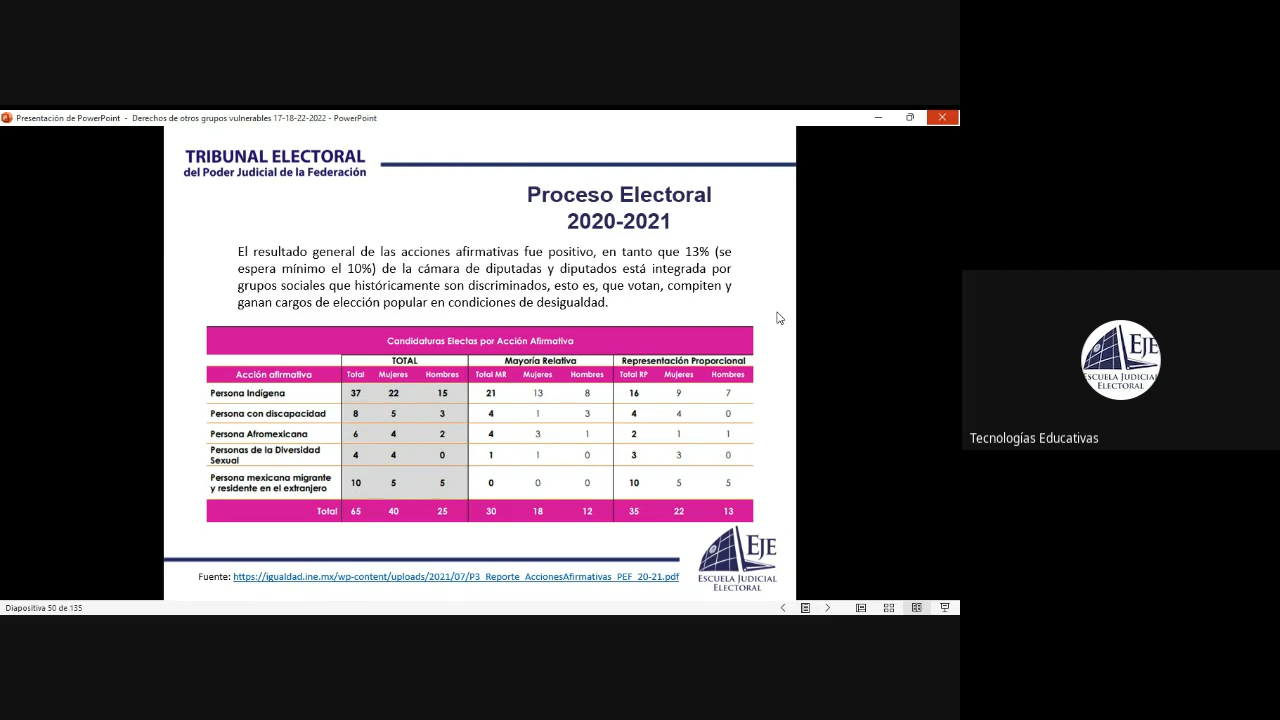 Presentación de PowerPoint - Derechos de otros grupos vulnerables 17-18-22-2022 - PowerPoint
TRIBUNAL ELECTORAL
del Poder Judicial de la Federación
Proceso Electoral
2020-2021
El resultado general de las acciones afirmativas fue positivo, en tanto que 13% (se
espera mínimo el 10%) de la cámara de diputadas y diputados está integrada por
grupos sociales que históricamente son discriminados, esto es, que votan, compiten y
ganan cargos de elección popular en condiciones de desigualdad.
Candidaturas Electas por Acción Afirmativa
TOTAL Mayoría Relativa Representación Proporcional
Acción afirmativa Total Mujeres Hombres Total MR Mujeres Hombres Total RP Mujeres Hombres
Persona Indígena 37 22 15 21 13 8 16 9 7
Persona con discapacidad 8 5 3 4 1 3 4 4 0
Persona Afromexicana 6 4 2 4 3 1 2 1 1
Personas de la Diversidad
Sexual 4 4 0 1 1 0 3 3 0
Persona mexicana migrante
y residente en el extranjero 10 5 5 0 0 0 10 5 5
Total 65 40 25 30 18 12 35 22 13
EJE
ESCUELA JUDICIAL
ELECTORAL
Fuente: https://igualdad.ine.mx/wp-content/uploads/2021/07/P3_Reporte_AccionesAfirmativas_PEF_20-21.pdf
Diapositiva 50 de 135
EJE
ESCUELA JUDICIAL
ELECTORAL
Tecnologías Educativas